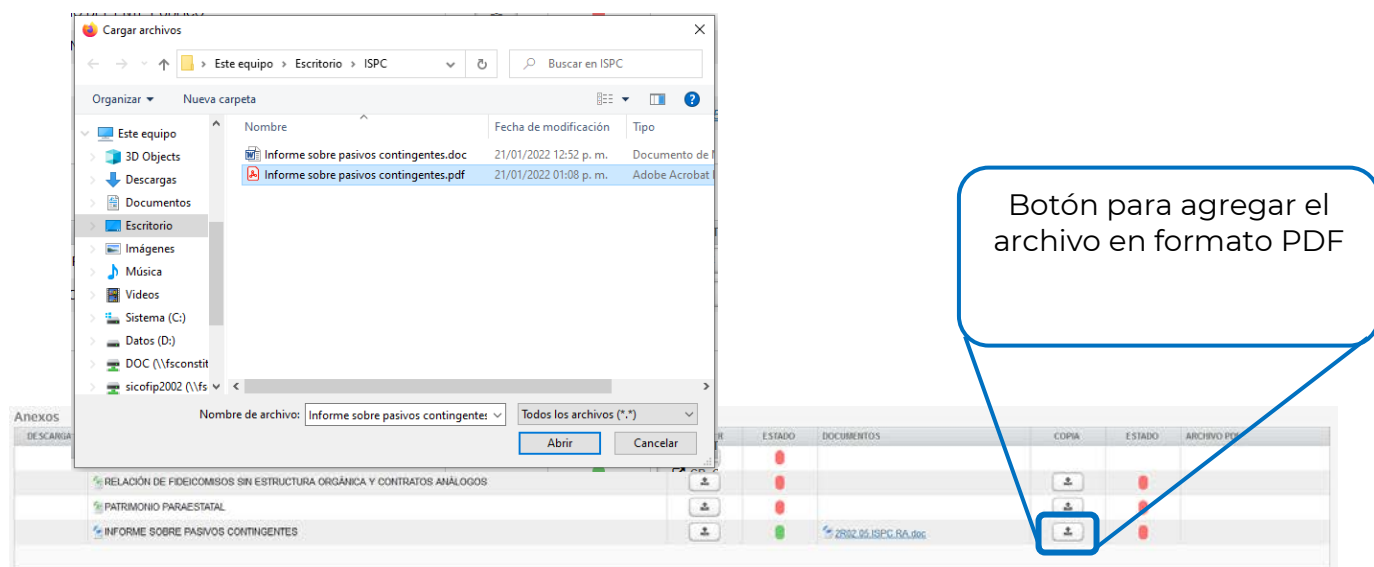 Cargar archivos
Este equipo > Escritorio > ISPC
Buscar en ISPC
Organizar
Nueva carpeta
Este equipo
3D Objects
Descargas
Documentos
Escritorio
Imágenes
Música
Videos
Sistema (C:)
Datos (D:)
DOC (\\fsconstit
sicofip2002 (\\fs
Nombre Fecha de modificación Tipo
Informe sobre pasivos contingentes.doc 21/01/2022 12:52 p. m. Documento de
Informe sobre pasivos contingentes.pdf 21/01/2022 01:08 p. m. Adobe Acrobat
Nombre de archivo: Informe sobre pasivos contingentes Todos los archivos (*.*)
Abrir Cancelar
Botón para agregar el
archivo en formato PDF
Anexos
DESCARGA ESTADO DOCUMENTOS COPIA ESTADO ARCHIVO PDF
RELACIÓN DE FIDEICOMISOS SIN ESTRUCTURA ORGÁNICA Y CONTRATOS ANÁLOGOS
PATRIMONIO PARAESTATAL
INFORME SOBRE PASIVOS CONTINGENTES 2R02.05.ISPC RA.doc